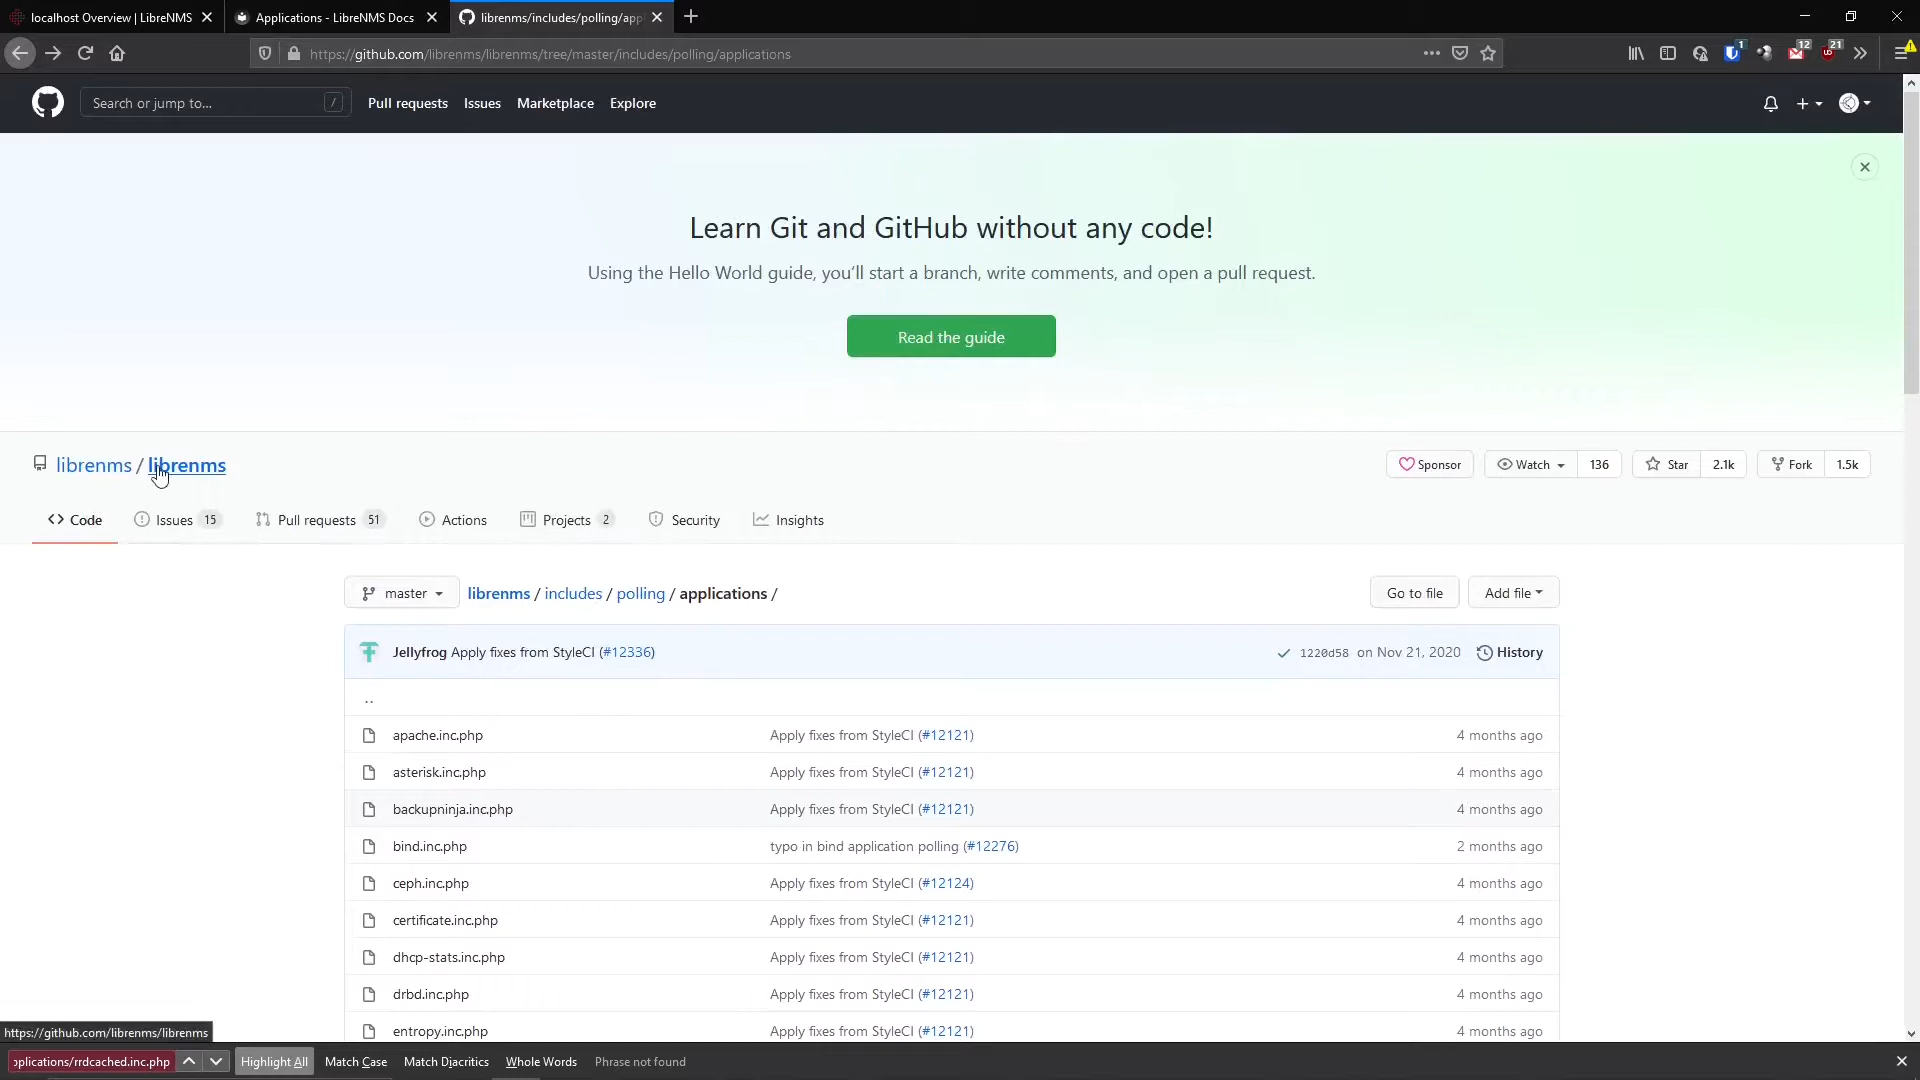 localhost Overview | LibreNMS
Applications - LibreNMS Docs
librenms/includes/polling/app
https://github.com/librenms/librenms/tree/master/includes/polling/applications
1
12
21
Search or jump to...
/
Pull requests
Issues
Marketplace
Explore
Learn Git and GitHub without any code!
Using the Hello World guide, you’ll start a branch, write comments, and open a pull request.
Read the guide
librenms / librenms
Sponsor
Watch
136
Star
2.1k
Fork
1.5k
Code
Issues 15
Pull requests 51
Actions
Projects 2
Security
Insights
master
librenms / includes / polling / applications /
Go to file
Add file
Jellyfrog Apply fixes from StyleCI (#12336)
1220d58 on Nov 21, 2020
History
..
apache.inc.php Apply fixes from StyleCI (#12121) 4 months ago
asterisk.inc.php Apply fixes from StyleCI (#12121) 4 months ago
backupninja.inc.php Apply fixes from StyleCI (#12121) 4 months ago
bind.inc.php typo in bind application polling (#12276) 2 months ago
ceph.inc.php Apply fixes from StyleCI (#12124) 4 months ago
certificate.inc.php Apply fixes from StyleCI (#12121) 4 months ago
dhcp-stats.inc.php Apply fixes from StyleCI (#12121) 4 months ago
drbd.inc.php Apply fixes from StyleCI (#12121) 4 months ago
entropy.inc.php Apply fixes from StyleCI (#12121) 4 months ago
https://github.com/librenms/librenms
plications/rrdcached.inc.php
Highlight All
Match Case
Match Diacritics
Whole Words
Phrase not found